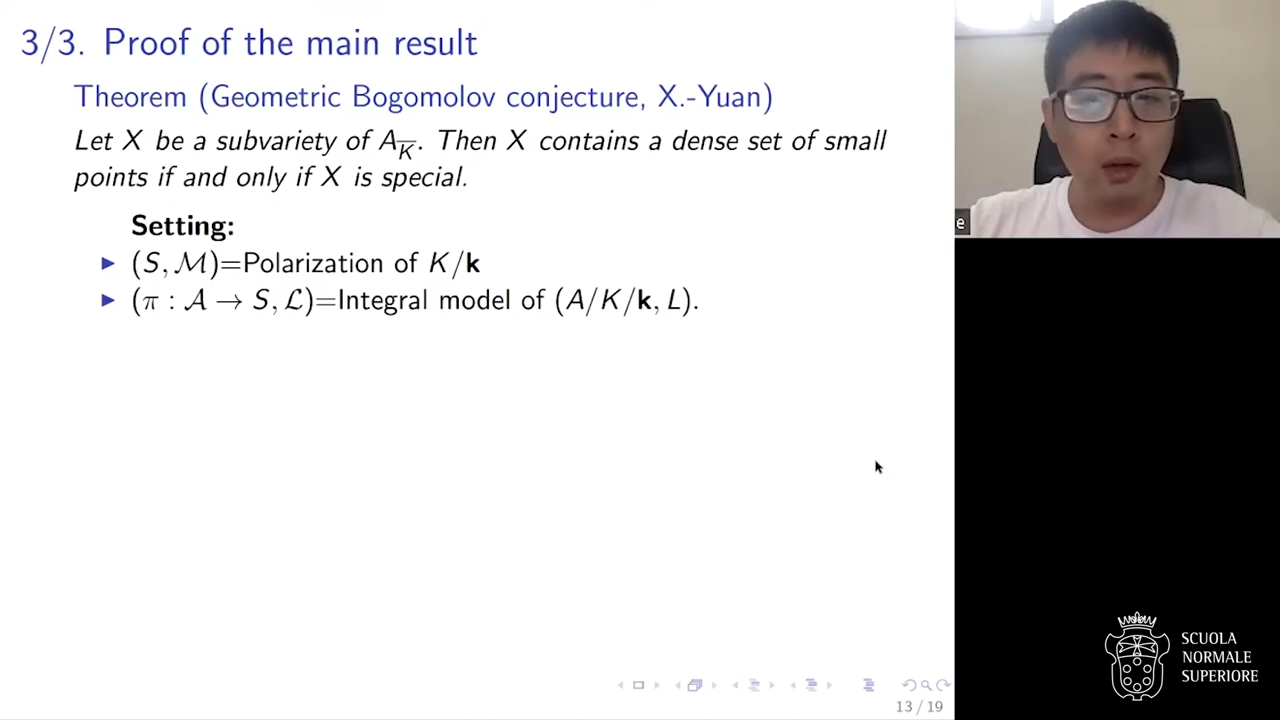 3/3. Proof of the main result
Theorem (Geometric Bogomolov conjecture, X.-Yuan)
Let X be a subvariety of A_{\overline{K}}. Then X contains a dense set of small
points if and only if X is special.
Setting:
▶ (S, ℳ)=Polarization of K/k
▶ (π : 𝒜 → S, ℒ)=Integral model of (A/K/k, L).
e
SCUOLA
NORMALE
SUPERIORE
13 / 19